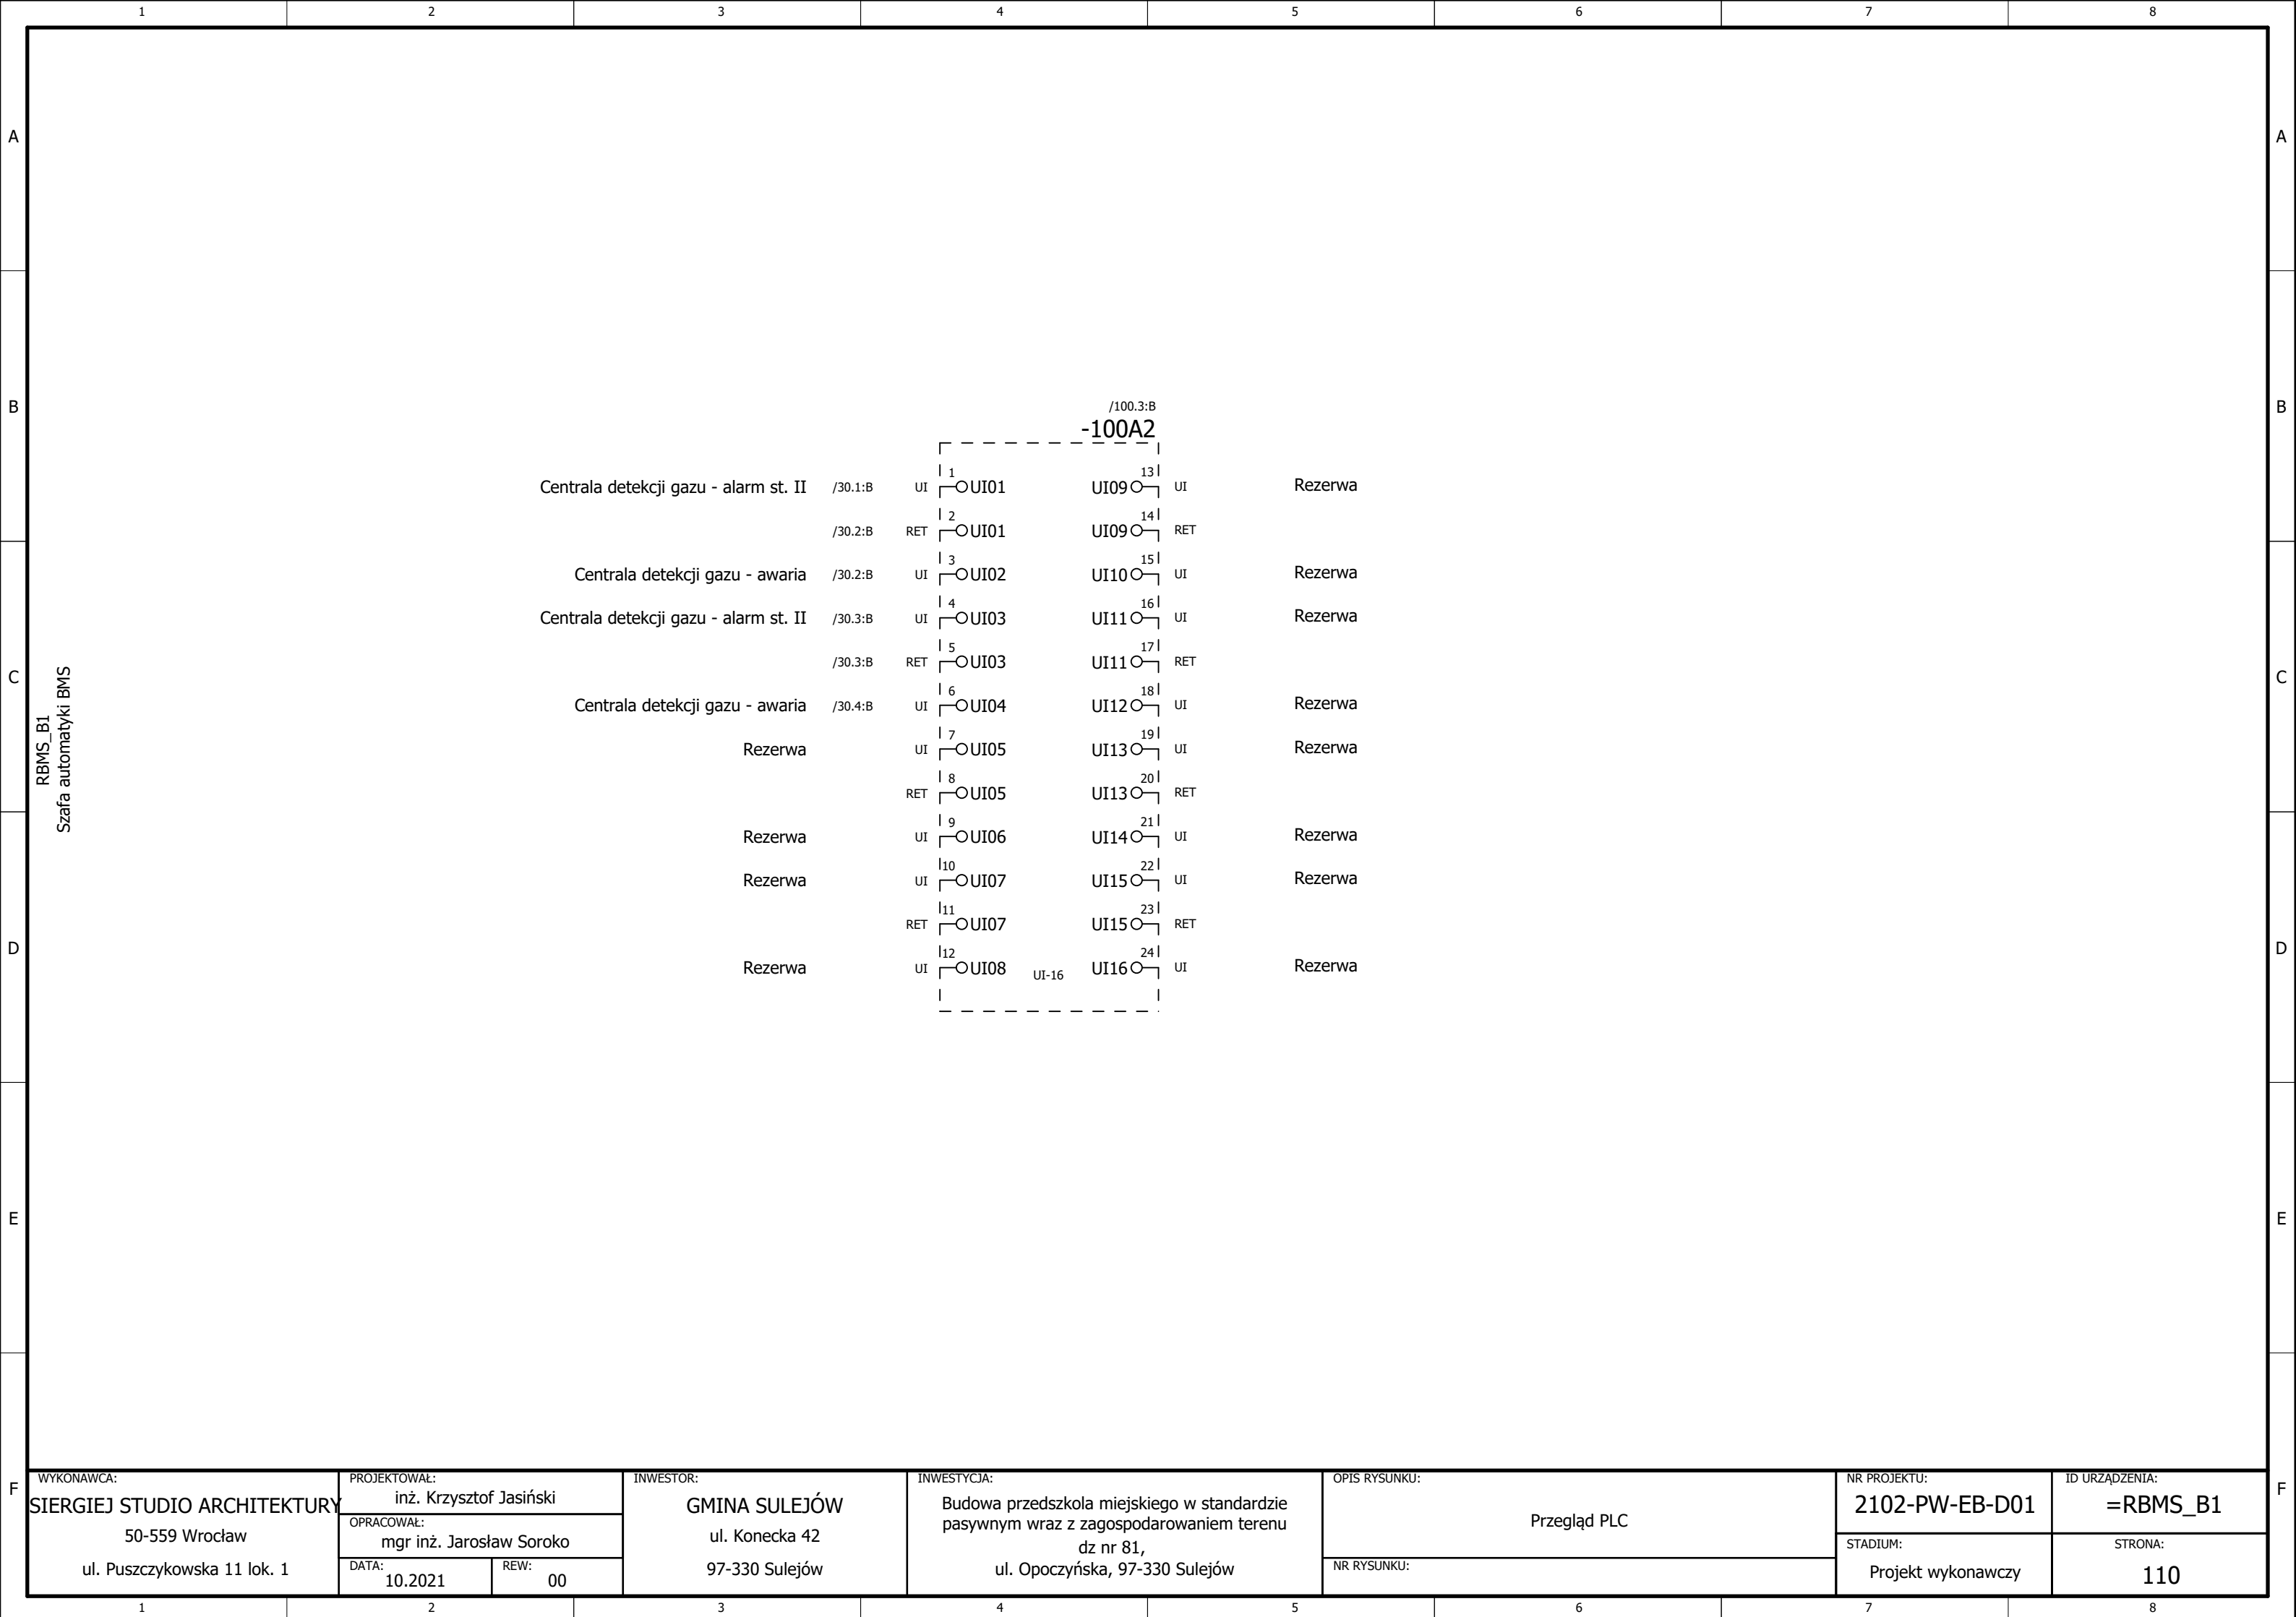 1 2 3 4 5 6 7 8
A A
B B
C C
D D
E E
F F
RBMS_B1
Szafa automatyki BMS
/100.3:B
-100A2
Centrala detekcji gazu - alarm st. II /30.1:B UI 1 UI01 UI09 13 UI Rezerwa
/30.2:B RET 2 UI01 UI09 14 RET
Centrala detekcji gazu - awaria /30.2:B UI 3 UI02 UI10 15 UI Rezerwa
Centrala detekcji gazu - alarm st. II /30.3:B UI 4 UI03 UI11 16 UI Rezerwa
/30.3:B RET 5 UI03 UI11 17 RET
Centrala detekcji gazu - awaria /30.4:B UI 6 UI04 UI12 18 UI Rezerwa
Rezerwa UI 7 UI05 UI13 19 UI Rezerwa
RET 8 UI05 UI13 20 RET
Rezerwa UI 9 UI06 UI14 21 UI Rezerwa
Rezerwa UI 10 UI07 UI15 22 UI Rezerwa
RET 11 UI07 UI15 23 RET
Rezerwa UI 12 UI08 UI-16 UI16 24 UI Rezerwa
WYKONAWCA:
SIERGIEJ STUDIO ARCHITEKTURY
50-559 Wrocław
ul. Puszczykowska 11 lok. 1
PROJEKTOWAŁ:
inż. Krzysztof Jasiński
OPRACOWAŁ:
mgr inż. Jarosław Soroko
DATA:
10.2021
REW:
00
INWESTOR:
GMINA SULEJÓW
ul. Konecka 42
97-330 Sulejów
INWESTYCJA:
Budowa przedszkola miejskiego w standardzie
pasywnym wraz z zagospodarowaniem terenu
dz nr 81,
ul. Opoczyńska, 97-330 Sulejów
OPIS RYSUNKU:
Przegląd PLC
NR RYSUNKU:
NR PROJEKTU:
2102-PW-EB-D01
STADIUM:
Projekt wykonawczy
ID URZĄDZENIA:
=RBMS_B1
STRONA:
110
1 2 3 4 5 6 7 8